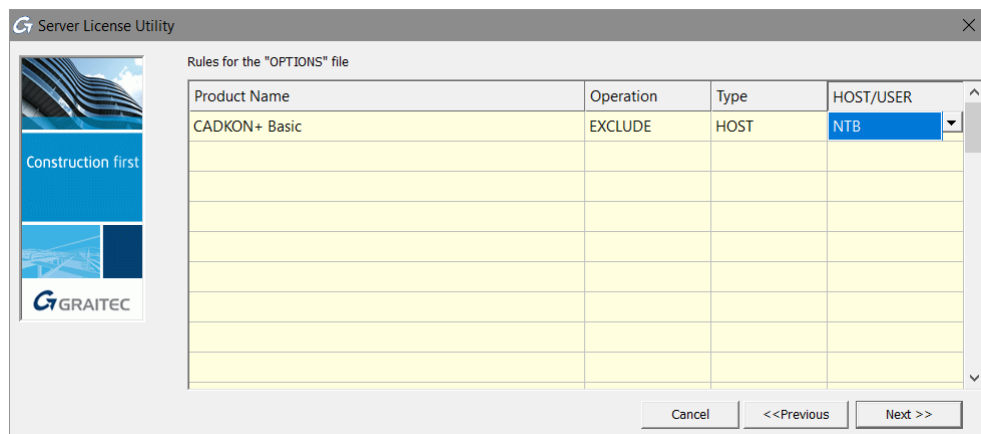 Server License Utility
Rules for the "OPTIONS" file
Product Name Operation Type HOST/USER
CADKON+ Basic EXCLUDE HOST NTB
Construction first
GRAITEC
Cancel <<Previous Next >>